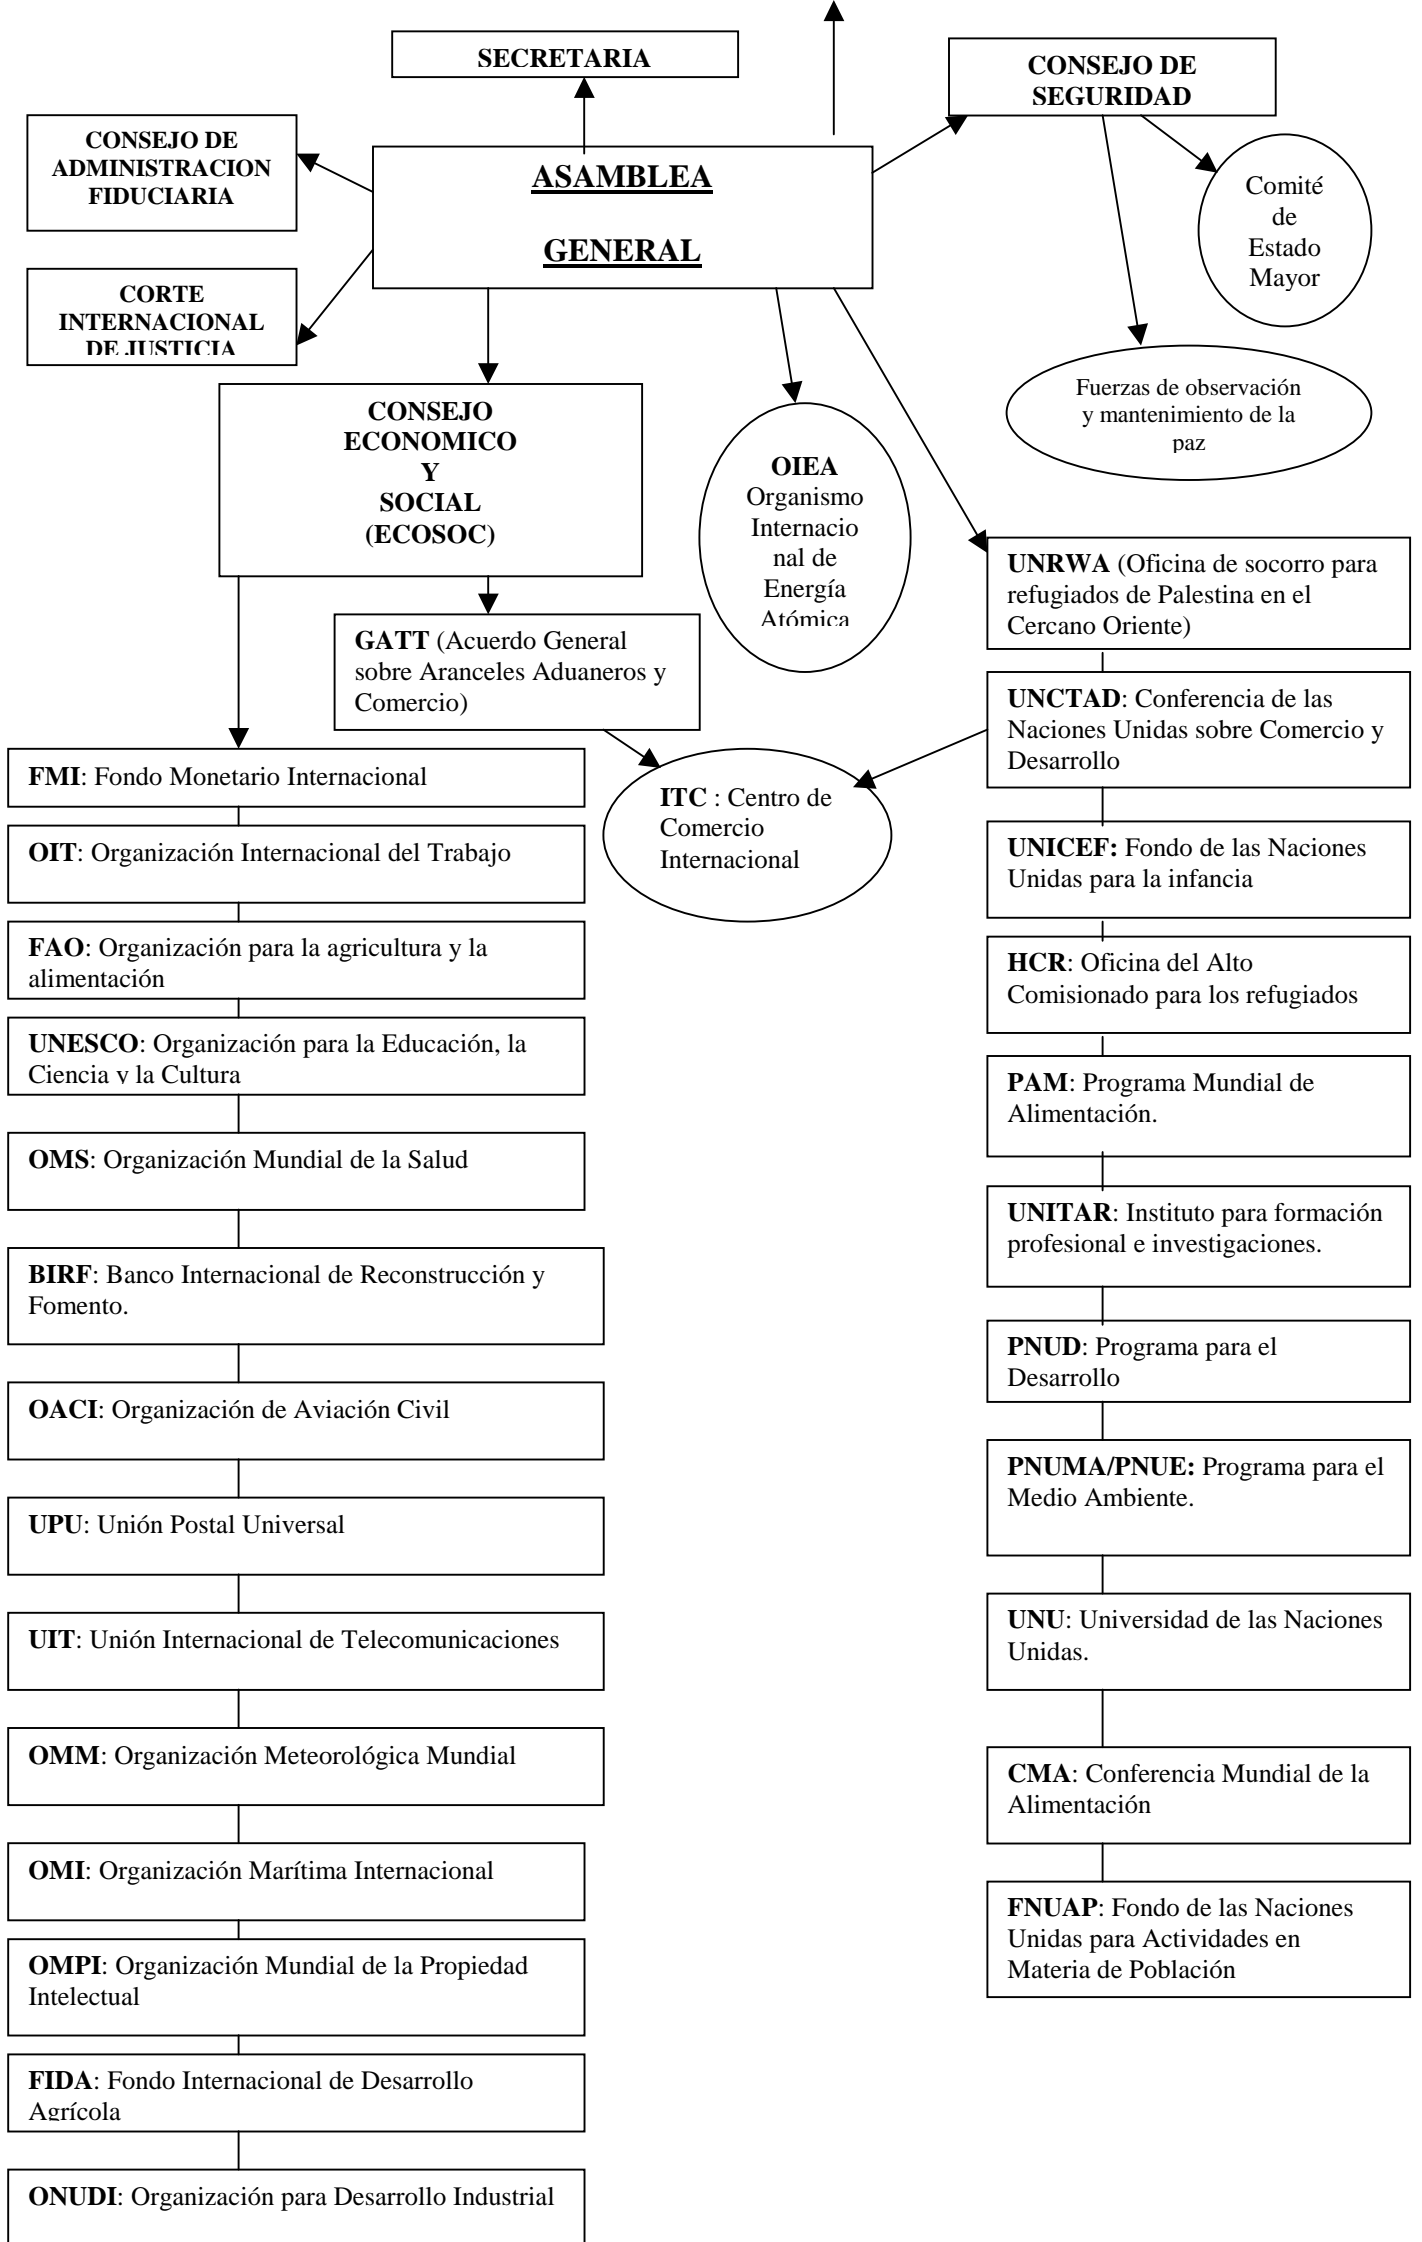 SECRETARIA
CONSEJO DE
SEGURIDAD
CONSEJO DE
ADMINISTRACION
FIDUCIARIA
ASAMBLEA
GENERAL
Comité
de
Estado
Mayor
CORTE
INTERNACIONAL
DE JUSTICIA
Fuerzas de observación
y mantenimiento de la
paz
CONSEJO
ECONOMICO
Y
SOCIAL
(ECOSOC)
OIEA
Organismo
Internacio
nal de
Energía
Atómica
UNRWA (Oficina de socorro para
refugiados de Palestina en el
Cercano Oriente)
GATT (Acuerdo General
sobre Aranceles Aduaneros y
Comercio)
UNCTAD: Conferencia de las
Naciones Unidas sobre Comercio y
Desarrollo
ITC : Centro de
Comercio
Internacional
FMI: Fondo Monetario Internacional
OIT: Organización Internacional del Trabajo
FAO: Organización para la agricultura y la
alimentación
UNESCO: Organización para la Educación, la
Ciencia y la Cultura
OMS: Organización Mundial de la Salud
BIRF: Banco Internacional de Reconstrucción y
Fomento.
OACI: Organización de Aviación Civil
UPU: Unión Postal Universal
UIT: Unión Internacional de Telecomunicaciones
OMM: Organización Meteorológica Mundial
OMI: Organización Marítima Internacional
OMPI: Organización Mundial de la Propiedad
Intelectual
FIDA: Fondo Internacional de Desarrollo
Agrícola
ONUDI: Organización para Desarrollo Industrial
UNICEF: Fondo de las Naciones
Unidas para la infancia
HCR: Oficina del Alto
Comisionado para los refugiados
PAM: Programa Mundial de
Alimentación.
UNITAR: Instituto para formación
profesional e investigaciones.
PNUD: Programa para el
Desarrollo
PNUMA/PNUE: Programa para el
Medio Ambiente.
UNU: Universidad de las Naciones
Unidas.
CMA: Conferencia Mundial de la
Alimentación
FNUAP: Fondo de las Naciones
Unidas para Actividades en
Materia de Población